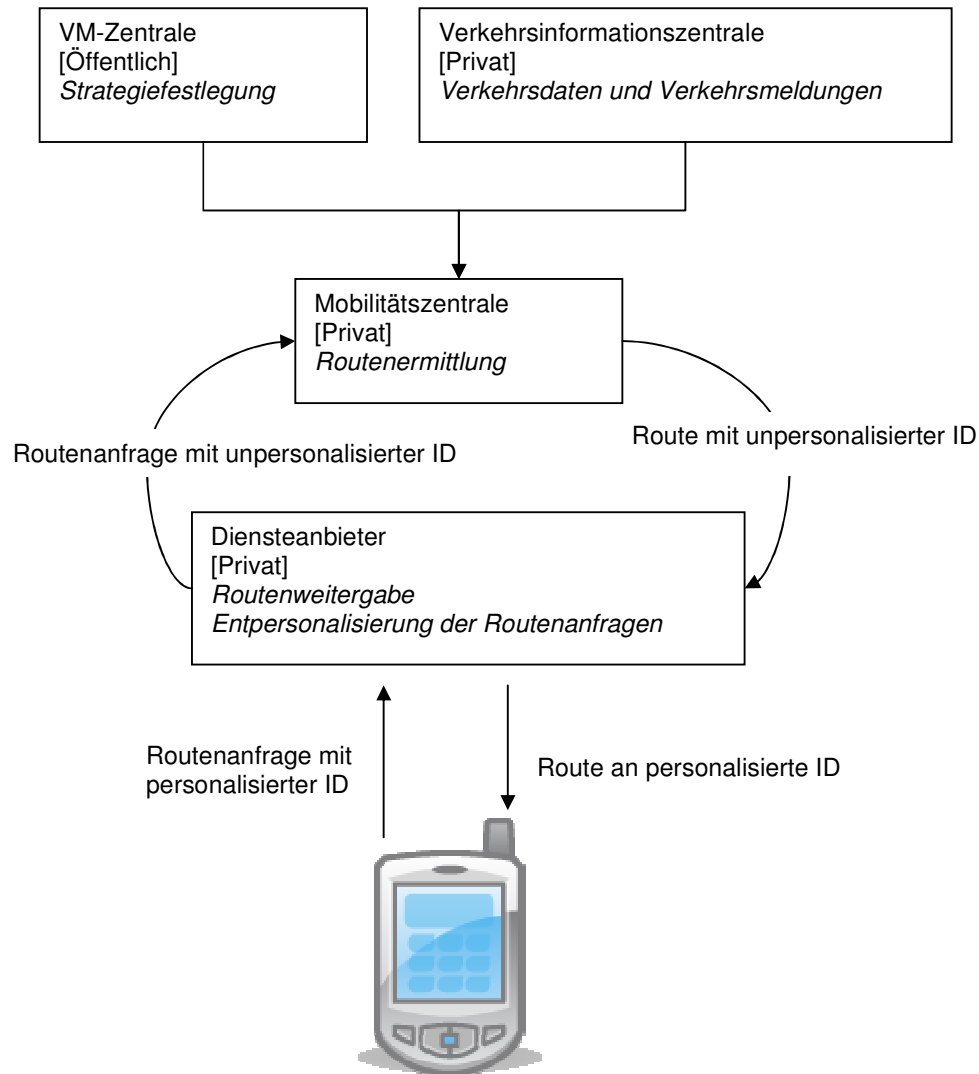 VM-Zentrale
[Öffentlich]
Strategiefestlegung
Verkehrsinformationszentrale
[Privat]
Verkehrsdaten und Verkehrsmeldungen
Mobilitätszentrale
[Privat]
Routenermittlung
Routenanfrage mit unpersonalisierter ID
Route mit unpersonalisierter ID
Diensteanbieter
[Privat]
Routenweitergabe
Entpersonalisierung der Routenanfragen
Routenanfrage mit
personalisierter ID
Route an personalisierte ID